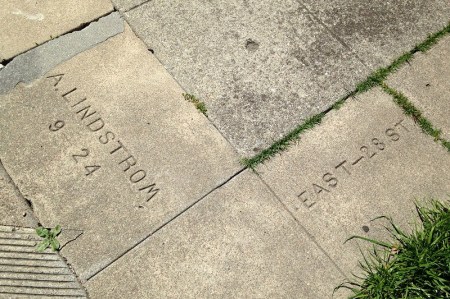 A. LINDSTROM.
9 24
EAST-28 ST